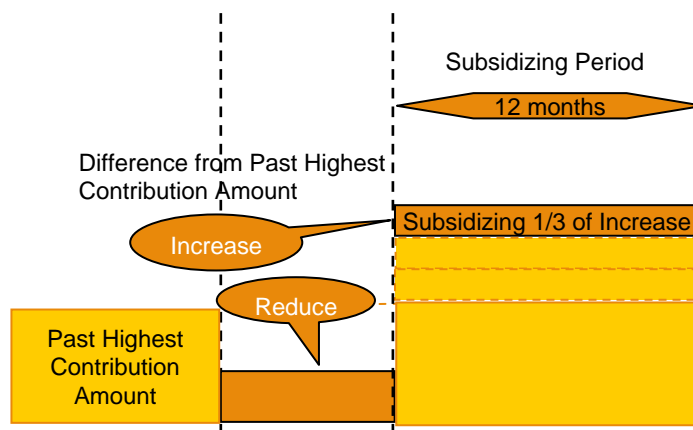 Subsidizing Period
12 months
Difference from Past Highest
Contribution Amount
Subsidizing 1/3 of Increase
Increase
Reduce
Past Highest
Contribution
Amount